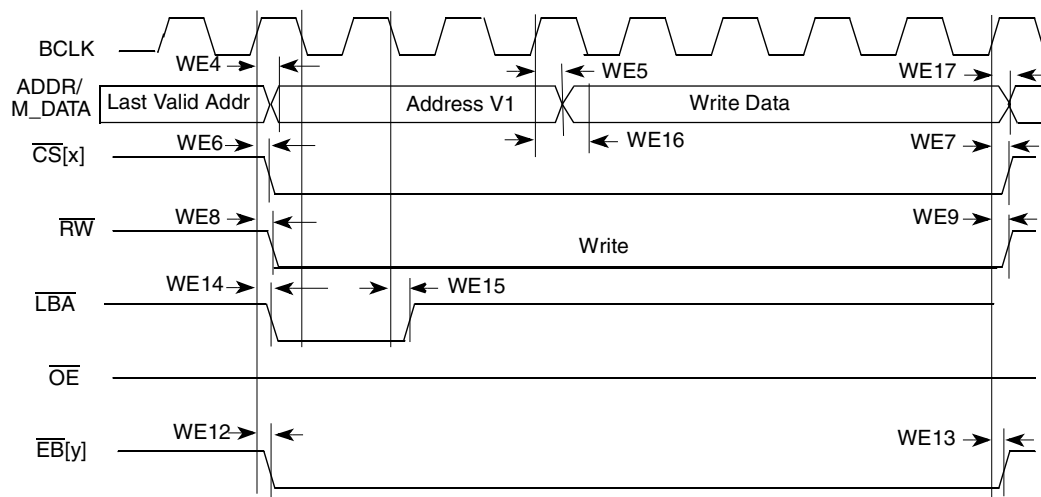 BCLK
WE4
WE5
WE17
ADDR/
M_DATA
Last Valid Addr
Address V1
Write Data
WE6
WE16
WE7
CS[x]
WE8
WE9
RW
Write
WE14
WE15
LBA
OE
WE12
WE13
EB[y]